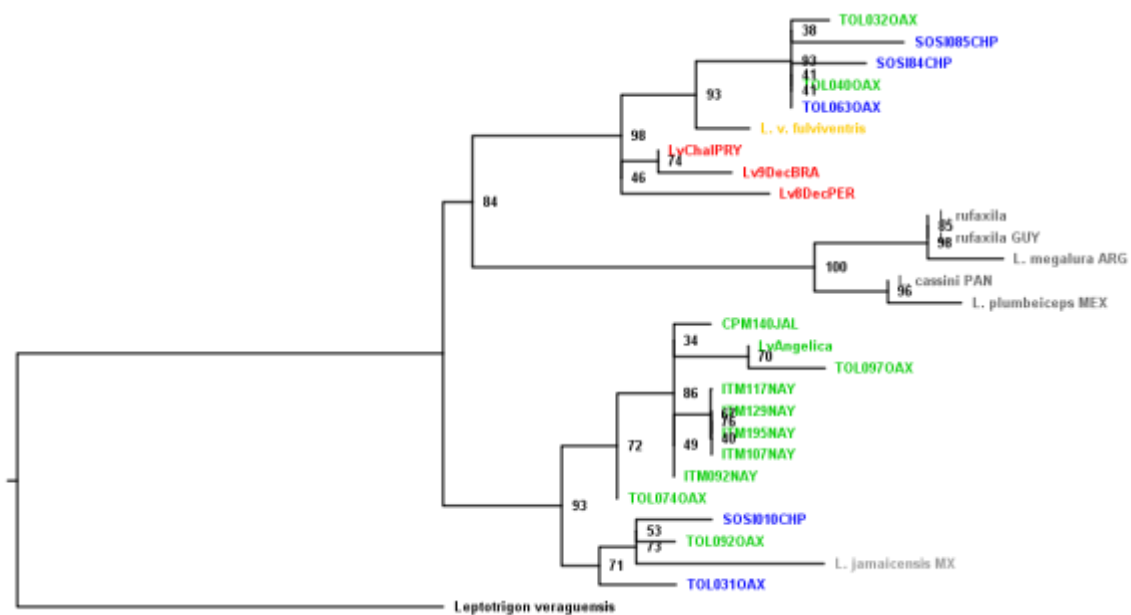 TOL032OAX
38
SOSI085CHP
93
SOSI84CHP
41
TOL040OAX
41
93
TOL063OAX
L. v. fulviventris
98
LvChalPRY
74
Lv9DecBRA
46
Lv8DecPER
84
rufaxila
85
rufaxila GUY
98
L. megalura ARG
100
L. cassini PAN
96
L. plumbeiceps MEX
CPM140JAL
34
LvAngelica
70
TOL097OAX
86
ITM117NAY
ITM129NAY
76
ITM195NAY
40
72
49
ITM107NAY
ITM092NAY
TOL074OAX
93
SOSI010CHP
53
TOL092OAX
73
71
L. jamaicensis MX
TOL031OAX
Leptotrigon veraguensis